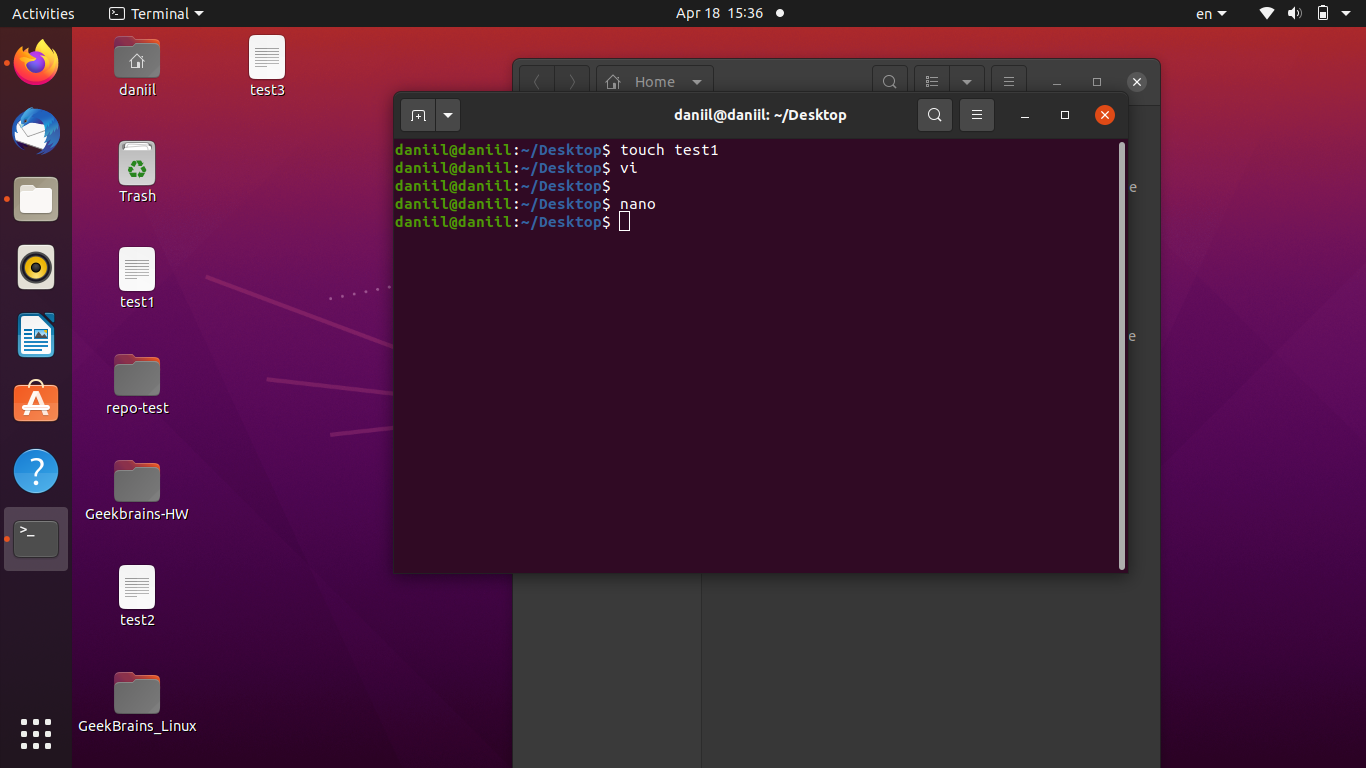 Activities
Terminal
Apr 18 15:36
en
daniil
test3
Trash
test1
repo-test
Geekbrains-HW
test2
GeekBrains_Linux
Home
daniil@daniil: ~/Desktop
daniil@daniil:~/Desktop$ touch test1
daniil@daniil:~/Desktop$ vi
daniil@daniil:~/Desktop$
daniil@daniil:~/Desktop$ nano
daniil@daniil:~/Desktop$
e
e